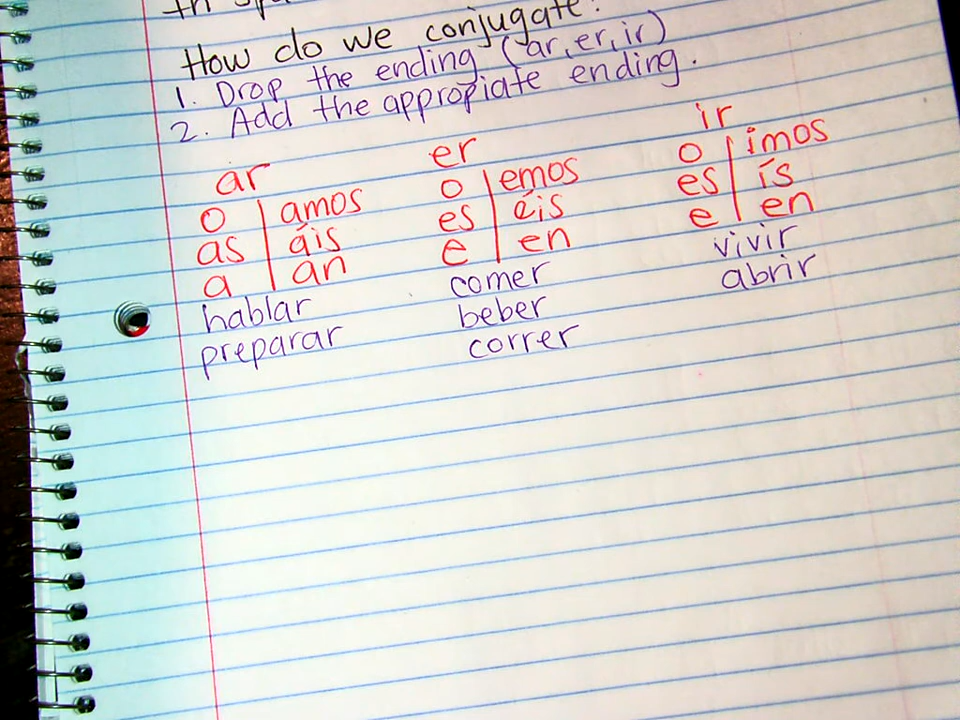 In
How do we conjugate?
1. Drop the ending (ar, er, ir)
2. Add the appropiate ending.
ar er ir
o | amos o | emos o | imos
as | áis es | éis es | ís
a | an e | en e | en
hablar comer vivir
preparar beber abrir
correr